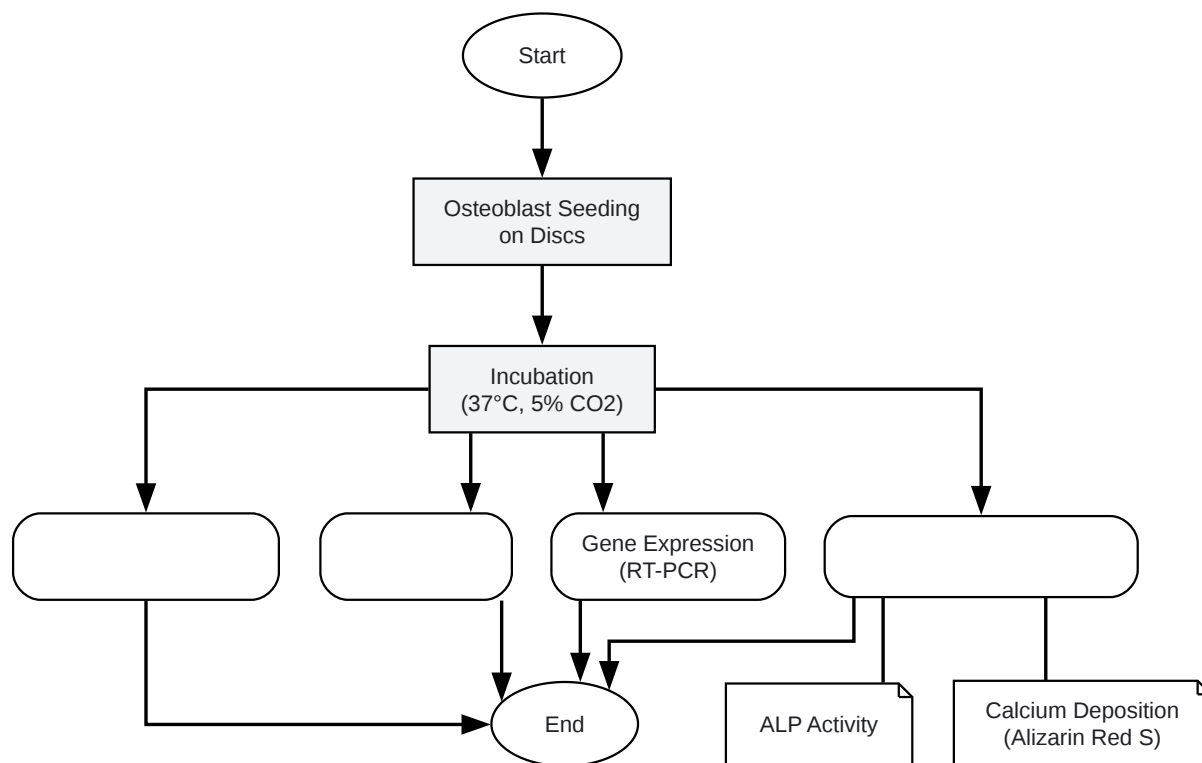 Start
Osteoblast Seeding
on Discs
Incubation
(37°C, 5% CO2)
Gene Expression
(RT-PCR)
End
ALP Activity
Calcium Deposition
(Alizarin Red S)